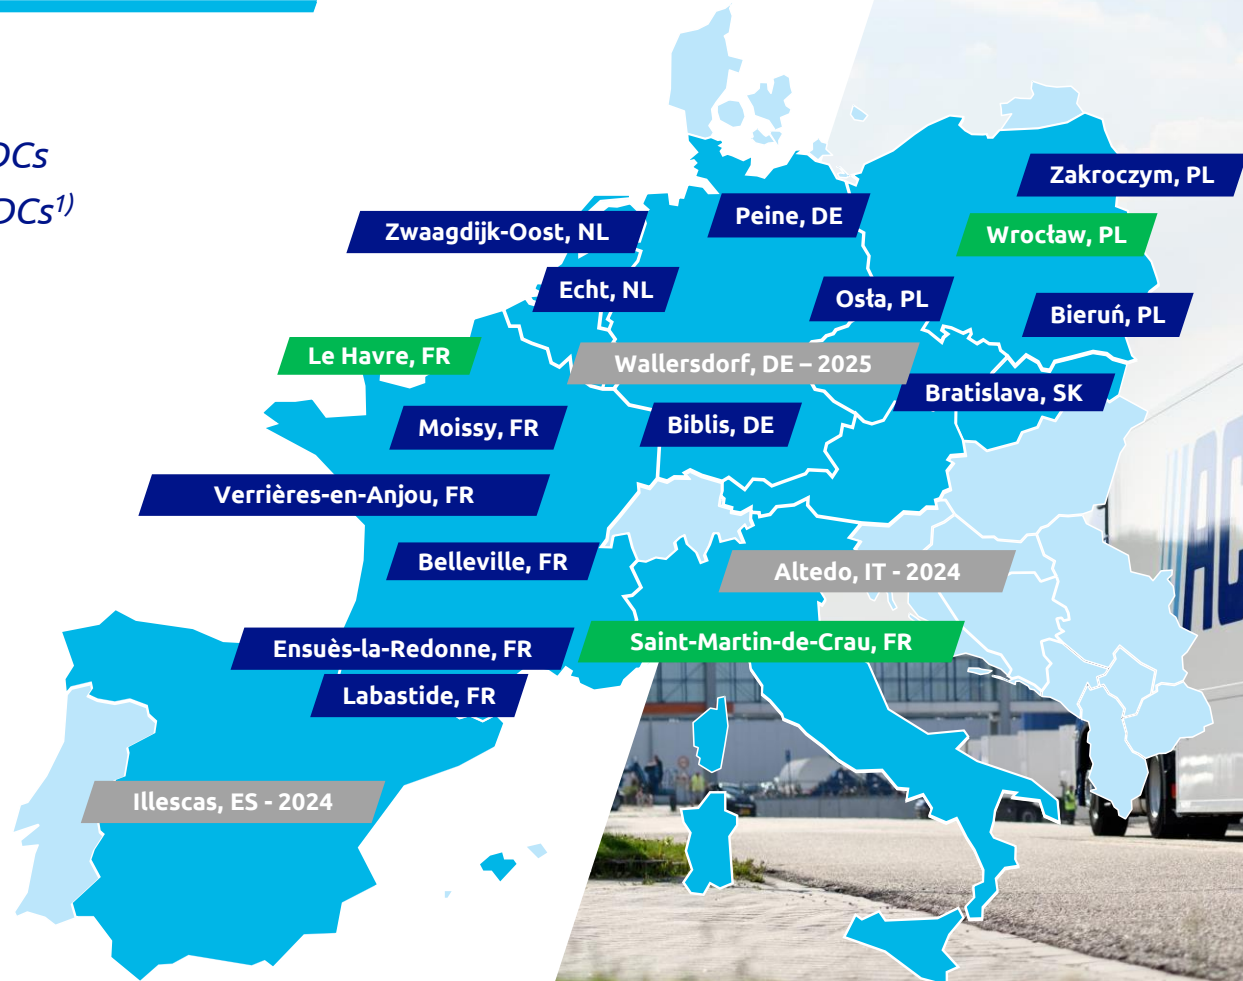 DCs
DCs¹⁾
Zakroczym, PL
Peine, DE
Zwaagdijk-Oost, NL
Wrocław, PL
Echt, NL
Osła, PL
Bieruń, PL
Le Havre, FR
Wallersdorf, DE – 2025
Bratislava, SK
Moissy, FR
Biblis, DE
Verrières-en-Anjou, FR
Belleville, FR
Altedo, IT - 2024
Ensuès-la-Redonne, FR
Saint-Martin-de-Crau, FR
Labastide, FR
Illescas, ES - 2024